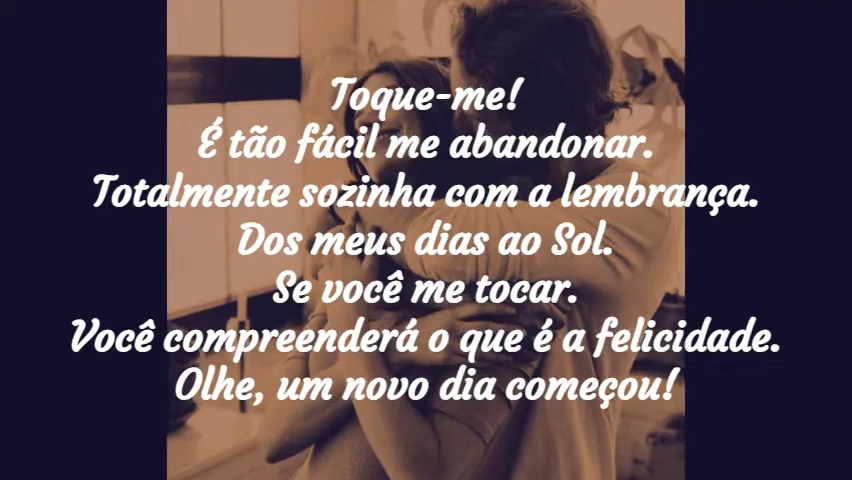 Toque-me!
É tão fácil me abandonar.
Totalmente sozinha com a lembrança.
Dos meus dias ao Sol.
Se você me tocar.
Você compreenderá o que é a felicidade.
Olhe, um novo dia começou!